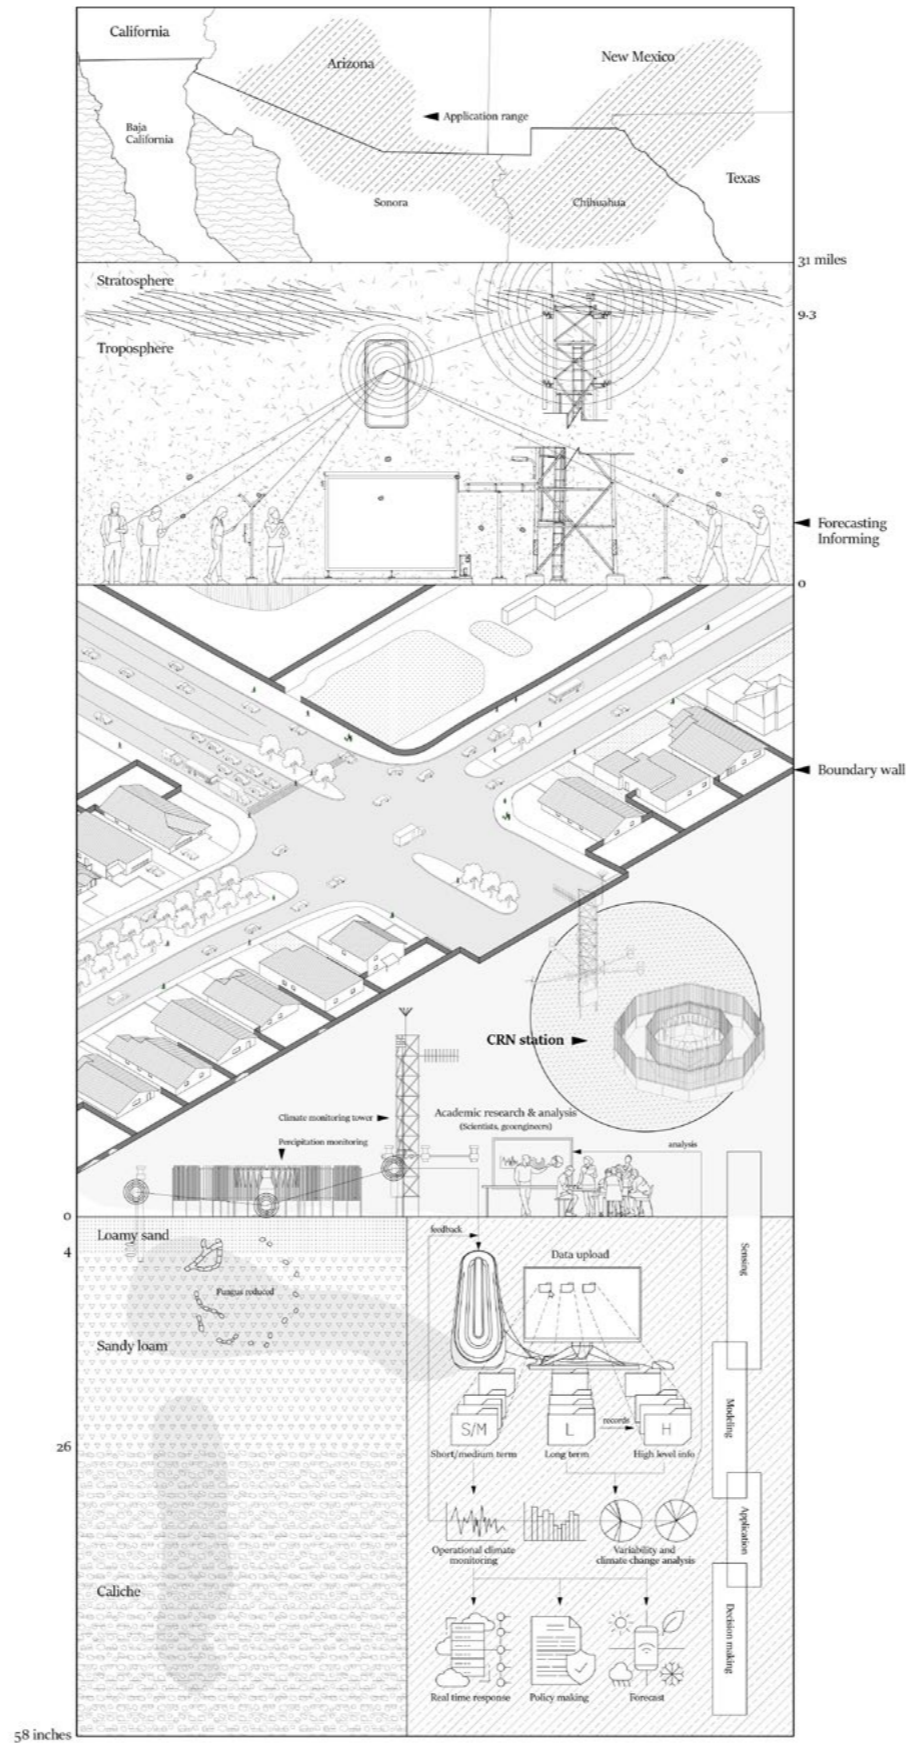 California
Arizona
New Mexico
Application range
Baja
California
Texas
Sonora
Chihuahua
31 miles
Stratosphere
9.3
Troposphere
Forecasting
Informing
0
Boundary wall
CRN station
Climate monitoring tower
Academic research & analysis
(Scientists, geoengineers)
Percipitation monitoring
analysis
0
Loamy sand
feedback
4
Data upload
Sensing
Fungus reduced
Sandy loam
S/M
L
records
H
Modeling
26
Short/medium term
Long term
High level info
Application
Operational climate
monitoring
Variability and
climate change analysis
Caliche
Decision making
Real time response
Policy making
Forecast
58 inches